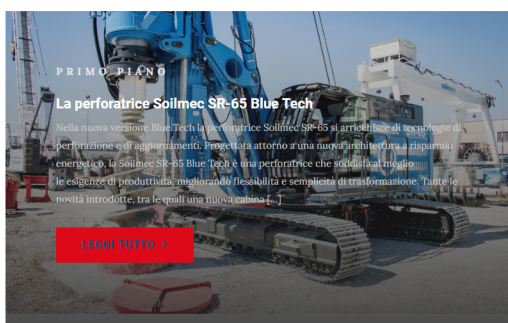 PRIMO PIANO
La perforatrice Soilmec SR-65 Blue Tech
Nella nuova versione Blue Tech la perforatrice Soilmec SR-65 si arricchisce di tecnologie di
perforazione e di aggiornamenti. Progettata attorno a una nuova architettura a risparmio
energetico, la Soilmec SR-65 Blue Tech è una perforatrice che soddisfa al meglio
le esigenze di produttività, migliorando flessibilità e semplicità di trasformazione. Tante le
novità introdotte, tra le quali una nuova cabina [...]
LEGGI TUTTO >